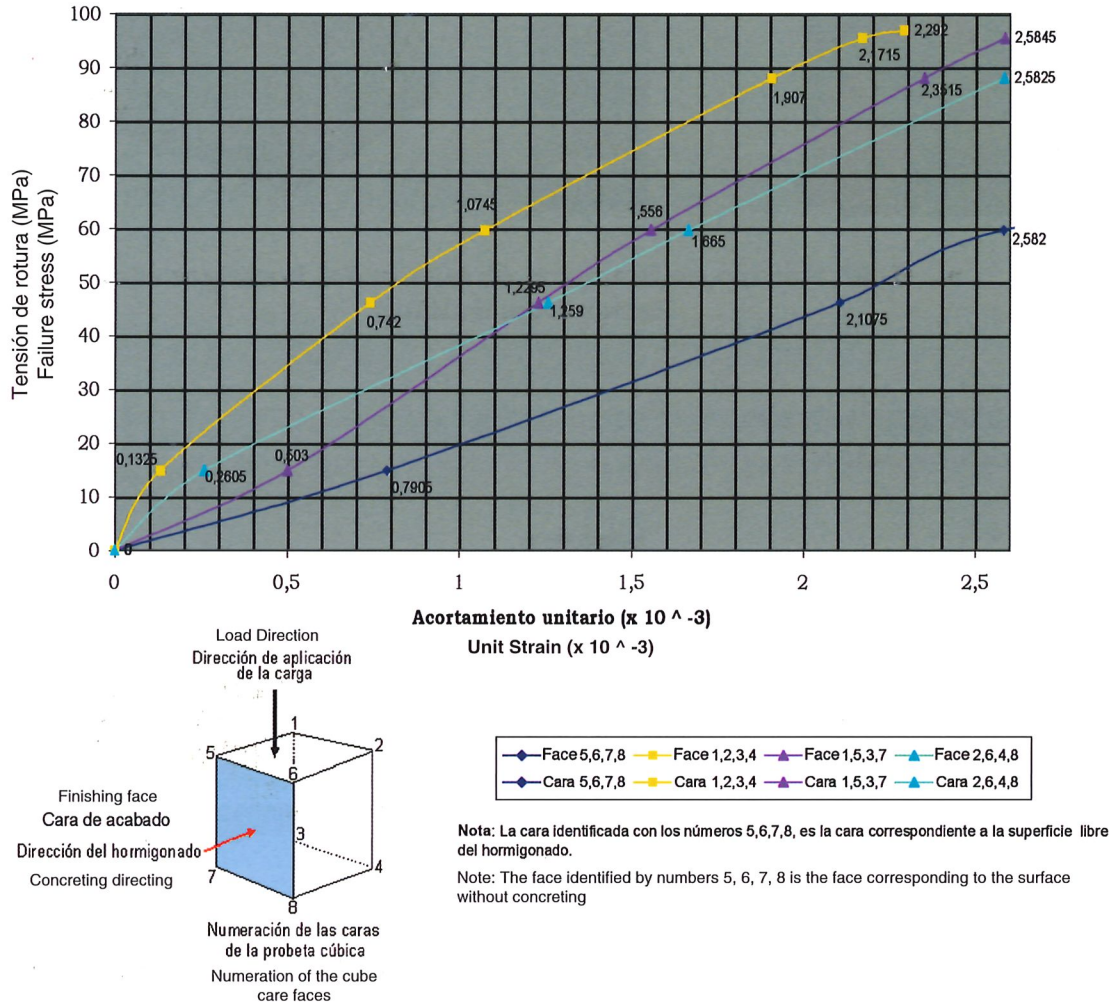 Tensión de rotura (MPa)
Failure stress (MPa)
100
90
80
70
60
50
40
30
20
10
0
2,292
2,1715
1,907
2,5845
2,3515
2,5825
1,0745
1,556
1,665
2,582
1,2295
1,259
0,742
2,1075
0,1325
0,503
0,2605
0,7905
0
0
0,5
1
1,5
2
2,5
Acortamiento unitario (x 10 ^ -3)
Unit Strain (x 10 ^ -3)
Load Direction
Dirección de aplicación
de la carga
1
2
5
6
Finishing face
Cara de acabado
3
Dirección del hormigonado
4
Concreting directing
7
8
Numeración de las caras
de la probeta cúbica
Numeration of the cube
care faces
Face 5,6,7,8 Face 1,2,3,4 Face 1,5,3,7 Face 2,6,4,8
Cara 5,6,7,8 Cara 1,2,3,4 Cara 1,5,3,7 Cara 2,6,4,8
Nota: La cara identificada con los números 5,6,7,8, es la cara correspondiente a la superficie libre
del hormigonado.
Note: The face identified by numbers 5, 6, 7, 8 is the face corresponding to the surface
without concreting